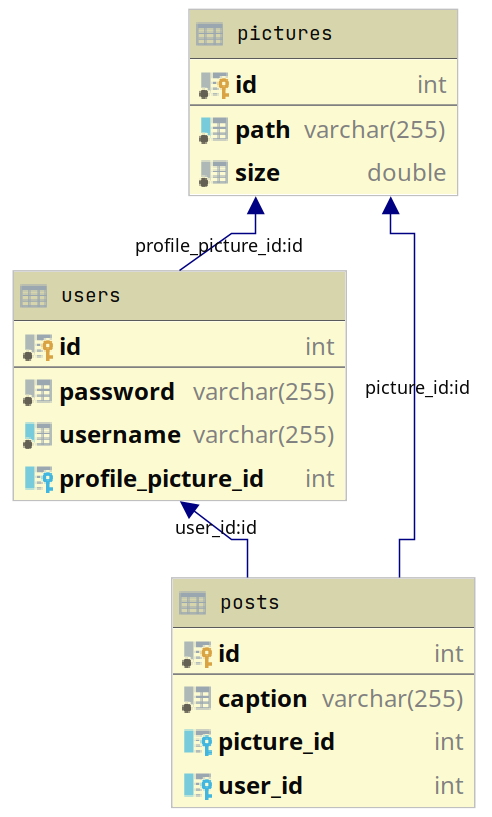 pictures
id int
path varchar(255)
size double
profile_picture_id:id
users
id int
password varchar(255)
username varchar(255)
profile_picture_id int
picture_id:id
user_id:id
posts
id int
caption varchar(255)
picture_id int
user_id int